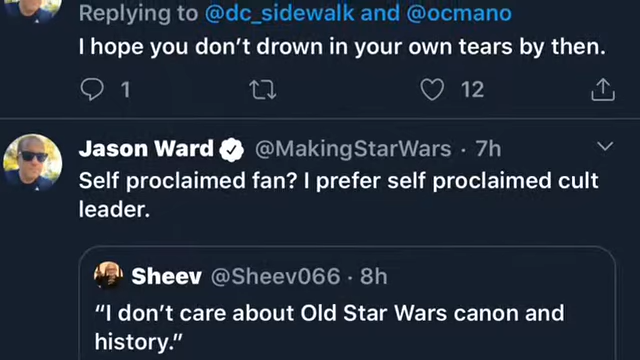 Replying to @dc_sidewalk and @ocmano
I hope you don't drown in your own tears by then.
1
12
Jason Ward @MakingStarWars · 7h
Self proclaimed fan? I prefer self proclaimed cult
leader.
Sheev @Sheev066 · 8h
“I don't care about Old Star Wars canon and
history.”